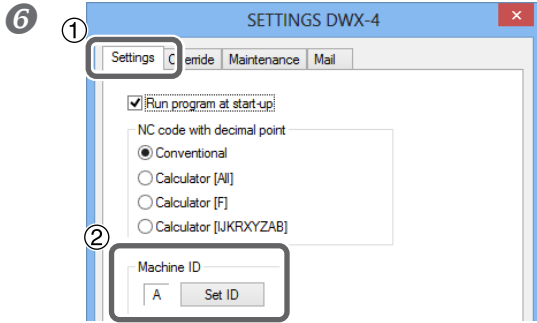 6
1
SETTINGS DWX-4
Settings Override Maintenance Mail
Run program at start-up
NC code with decimal point
Conventional
Calculator [All]
Calculator [F]
Calculator [IJKRXYZAB]
2
Machine ID
A Set ID